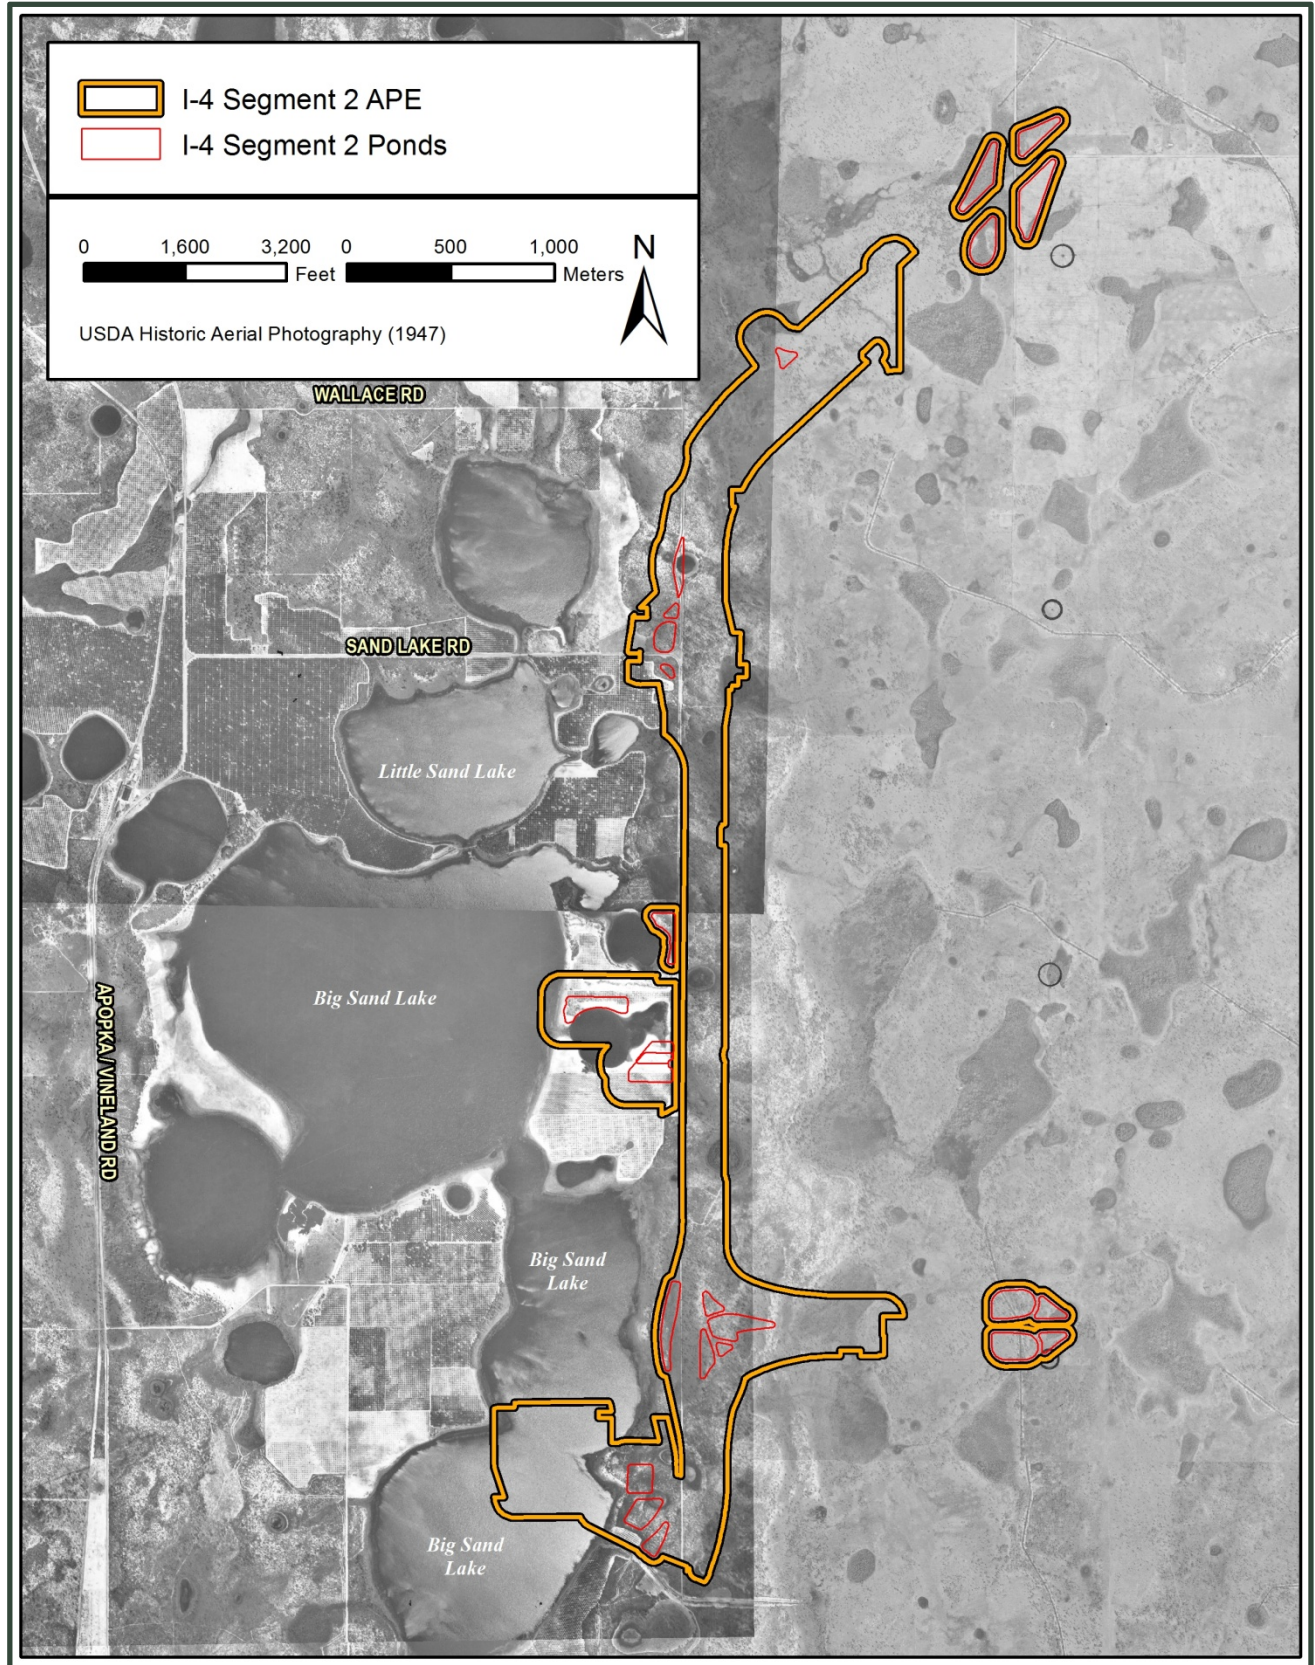 I-4 Segment 2 APE
I-4 Segment 2 Ponds
0 1,600 3,200 0 500 1,000 N
Feet Meters
USDA Historic Aerial Photography (1947)
WALLACE RD
SAND LAKE RD
Little Sand Lake
Big Sand Lake
APOPKA / VINELAND RD
Big Sand
Lake
Big Sand
Lake